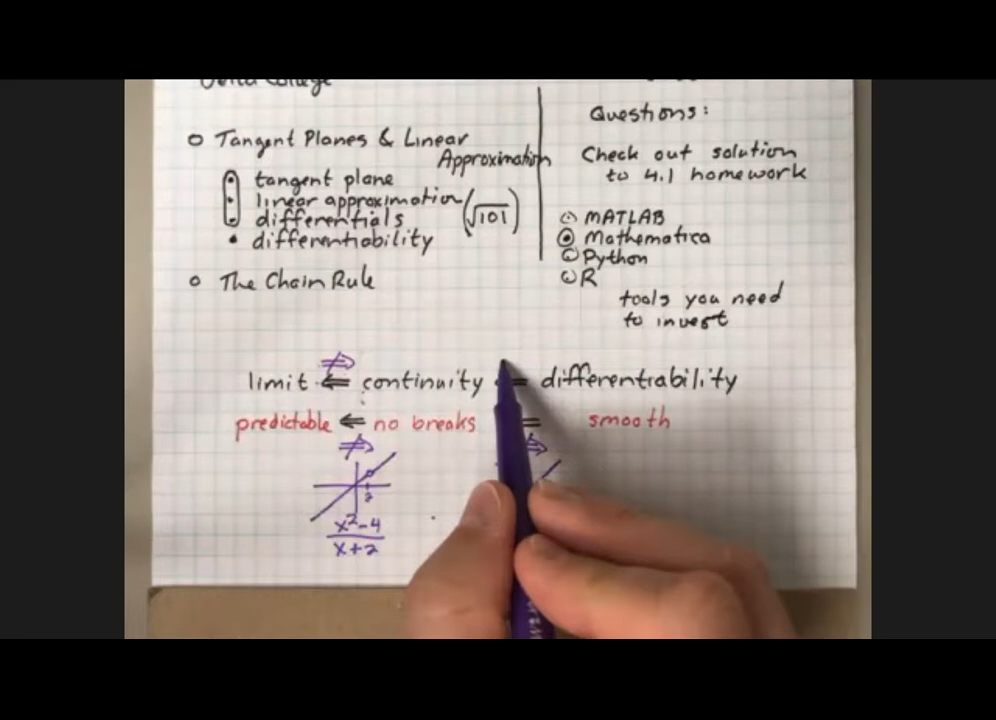 Delta College
Tangent Planes & Linear
Approximation
tangent plane
linear approximation (√101)
differentials
differentiability
The Chain Rule
Questions:
Check out solution
to 4.1 homework
MATLAB
Mathematica
Python
R
tools you need
to invest
limit ⇐ continuity ⇐ differentiability
predictable ⇐ no breaks ⇐ smooth
2
x²-4
x+2